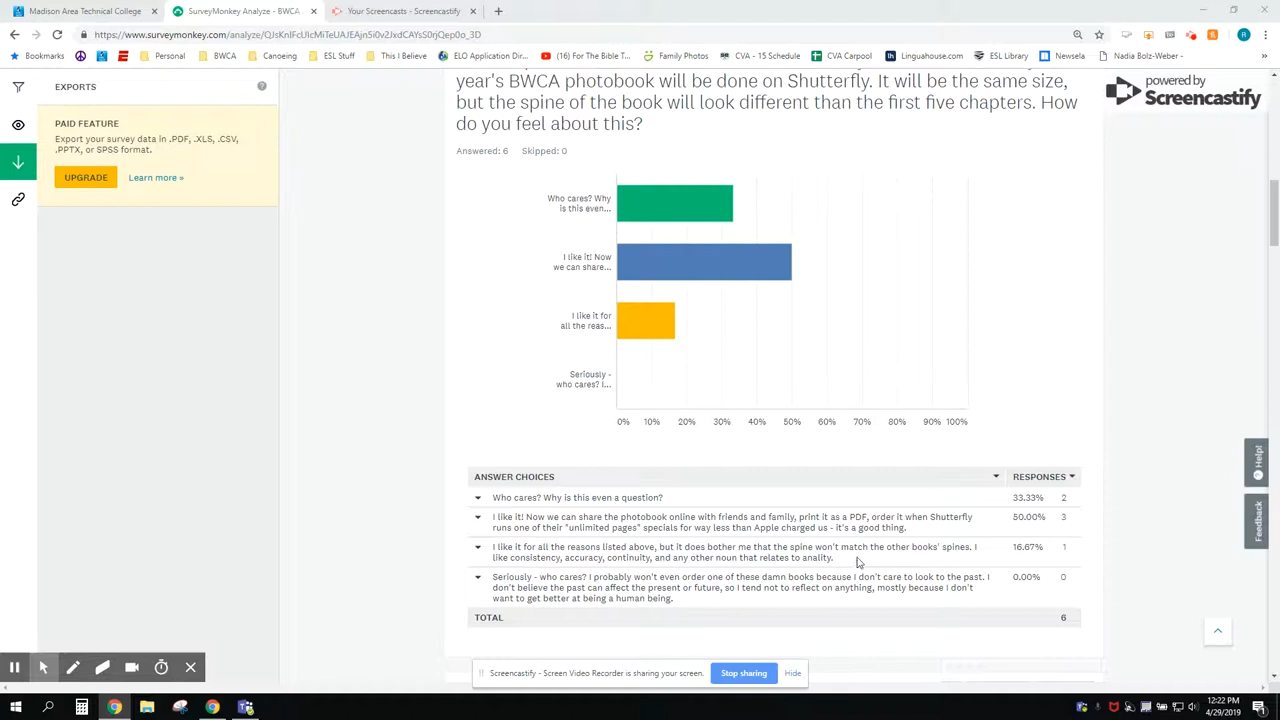 Madison Area Technical College
SurveyMonkey Analyze - BWCA
Your Screencasts - Screencastify
https://www.surveymonkey.com/analyze/QJsKnIFcUIcMiTeUAJEAjn5i0v2JxdCAYsS0rjQep0o_3D
Bookmarks
Personal
BWCA
Canoeing
ESL Stuff
This I Believe
ELO Application Dir...
(16) For The Bible T...
Family Photos
CVA - 15 Schedule
CVA Carpool
Linguahouse.com
ESL Library
Newsela
Nadia Bolz-Weber -
EXPORTS
PAID FEATURE
Export your survey data in .PDF, .XLS, .CSV,
.PPTX, or SPSS format.
UPGRADE
Learn more »
powered by
Screencastify
year's BWCA photobook will be done on Shutterfly. It will be the same size,
but the spine of the book will look different than the first five chapters. How
do you feel about this?
Answered: 6 Skipped: 0
Who cares? Why
is this even...
I like it! Now
we can share...
I like it for
all the reas...
Seriously -
who cares? I...
0% 10% 20% 30% 40% 50% 60% 70% 80% 90% 100%
ANSWER CHOICES RESPONSES
Who cares? Why is this even a question? 33.33% 2
I like it! Now we can share the photobook online with friends and family, print it as a PDF, order it when Shutterfly 50.00% 3
runs one of their "unlimited pages" specials for way less than Apple charged us - it's a good thing.
I like it for all the reasons listed above, but it does bother me that the spine won't match the other books' spines. I 16.67% 1
like consistency, accuracy, continuity, and any other noun that relates to anality.
Seriously - who cares? I probably won't even order one of these damn books because I don't care to look to the past. I 0.00% 0
don't believe the past can affect the present or future, so I tend not to reflect on anything, mostly because I don't
want to get better at being a human being.
TOTAL 6
Help!
Feedback
Screencastify - Screen Video Recorder is sharing your screen.
Stop sharing
Hide
12:22 PM
4/29/2019